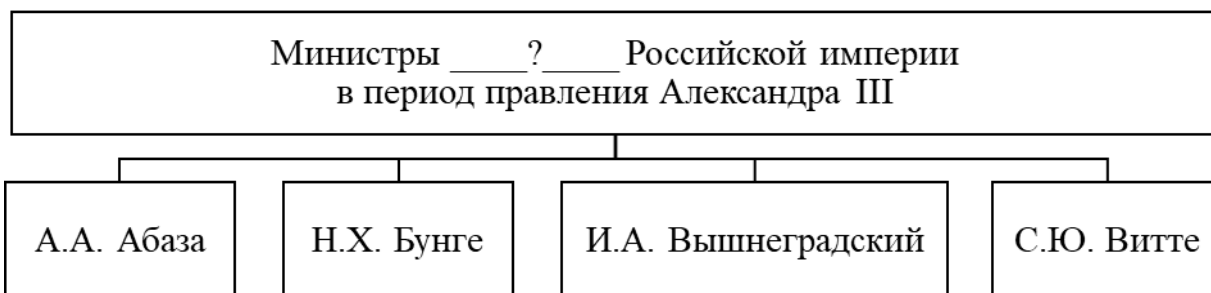 Министры ____?____ Российской империи
в период правления Александра III
А.А. Абаза
Н.Х. Бунге
И.А. Вышнеградский
С.Ю. Витте